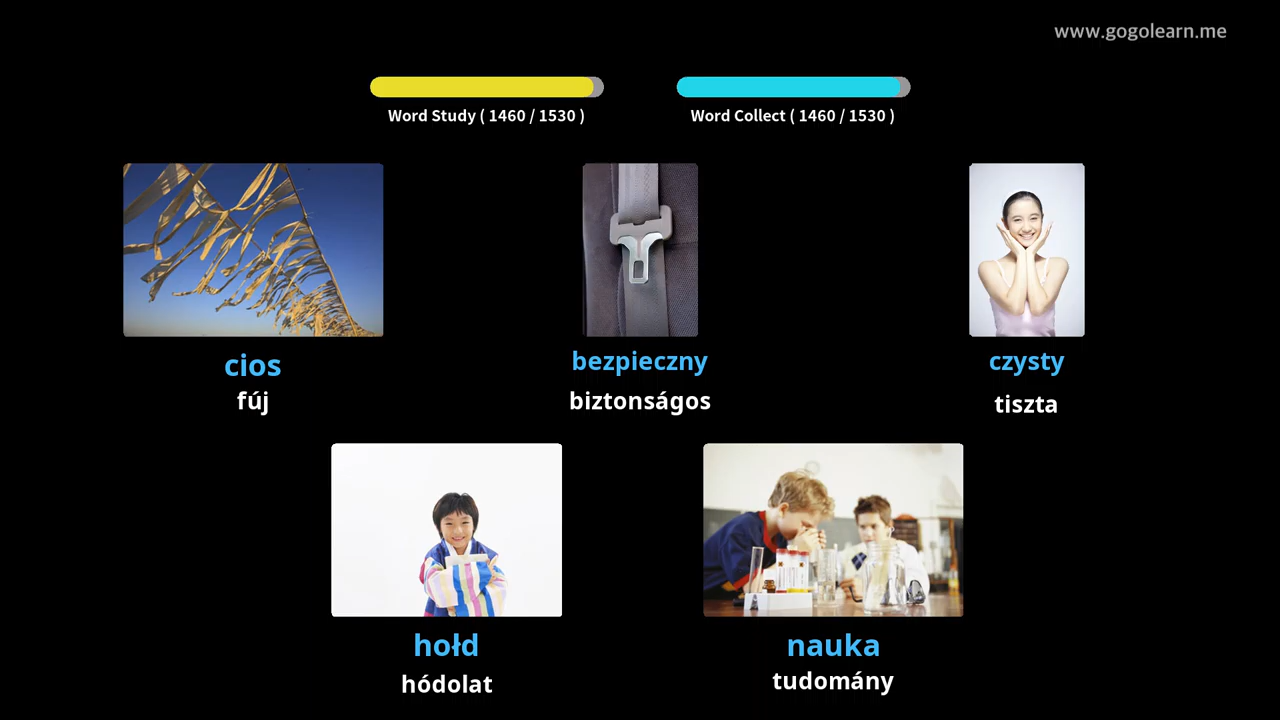 www.gogolearn.me
Word Study ( 1460 / 1530 )
Word Collect ( 1460 / 1530 )
cios
fúj
bezpieczny
biztonságos
czysty
tiszta
hołd
hódolat
nauka
tudomány